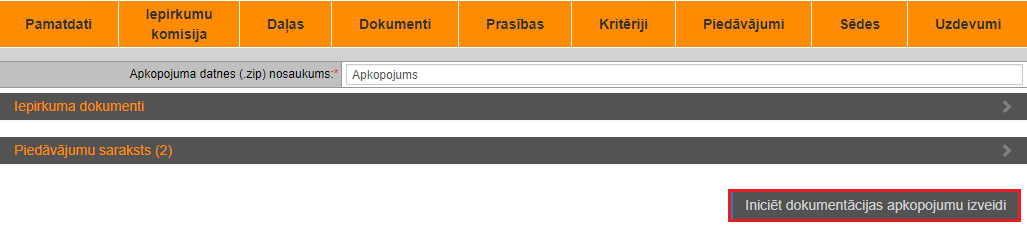 Pamatdati
Iepirkumu
komisija
Daļas
Dokumenti
Prasības
Kritēriji
Piedāvājumi
Sēdes
Uzdevumi
Apkopojuma datnes (.zip) nosaukums:*
Apkopojums
Iepirkuma dokumenti
Piedāvājumu saraksts (2)
Iniciēt dokumentācijas apkopojumu izveidi